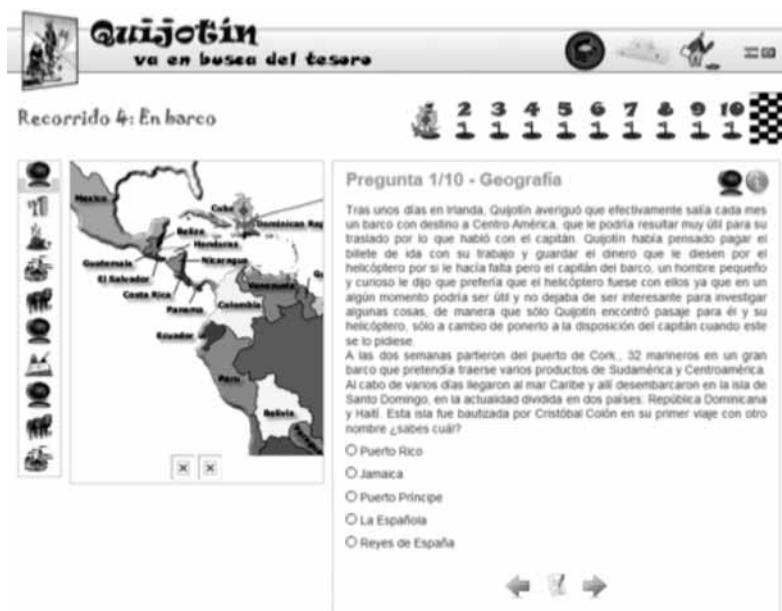 Quijotín
va en busca del tesoro
Recorrido 4: En barco
2 3 4 5 6 7 8 9 10
Mexico
Cuba
Dominican Rep
Belize
Honduras
Guatemala
Nicaragua
El Salvador
Costa Rica
Panama
Venezuela
Colombia
Ecuador
Peru
Bolivia
Pregunta 1/10 - Geografía
Tras unos días en Irlanda, Quijotín averiguó que efectivamente salía cada mes
un barco con destino a Centro América, que le podría resultar muy útil para su
traslado por lo que habló con el capitán. Quijotín había pensado pagar el
billete de ida con su trabajo y guardar el dinero que le diesen por el
helicóptero por si le hacía falta pero el capitán del barco, un hombre pequeño
y curioso le dijo que prefería que el helicóptero fuese con ellos ya que en un
algún momento podría ser útil y no dejaba de ser interesante para investigar
algunas cosas, de manera que sólo Quijotín encontró pasaje para él y su
helicóptero, sólo a cambio de ponerlo a la disposición del capitán cuando este
se lo pidiese.
A las dos semanas partieron del puerto de Cork., 32 marineros en un gran
barco que pretendía traerse varios productos de Sudamérica y Centroamérica.
Al cabo de varios días llegaron al mar Caribe y allí desembarcaron en la isla de
Santo Domingo, en la actualidad dividida en dos países: República Dominicana
y Haití. Esta isla fue bautizada por Cristóbal Colón en su primer viaje con otro
nombre ¿sabes cuál?
Puerto Rico
Jamaica
Puerto Príncipe
La Española
Reyes de España